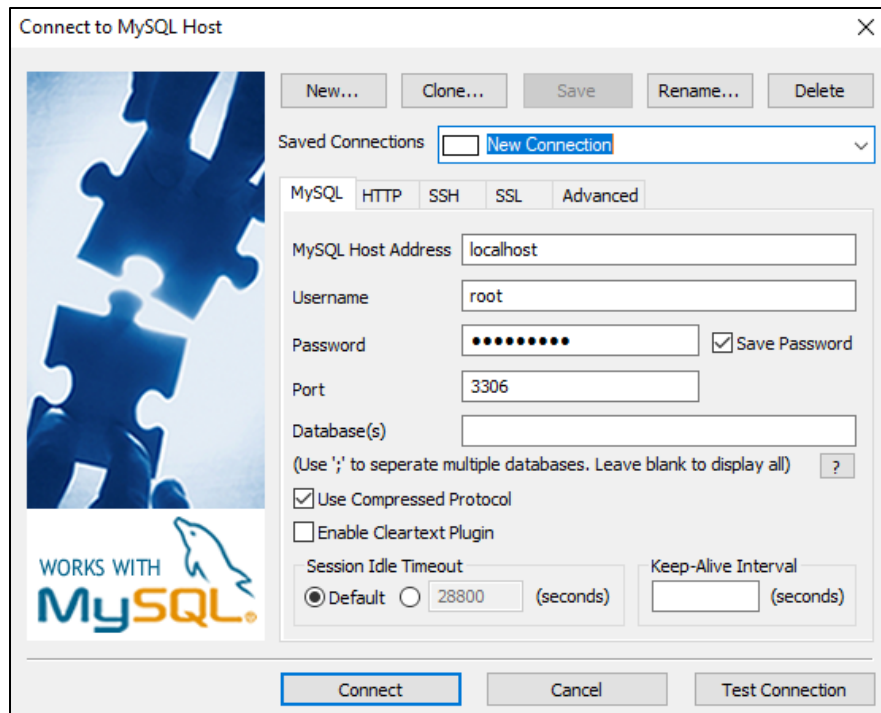 Connect to MySQL Host
New... Clone... Save Rename... Delete
Saved Connections New Connection
MySQL HTTP SSH SSL Advanced
MySQL Host Address localhost
Username root
Password ●●●●●●●●● Save Password
Port 3306
Database(s)
(Use ';' to seperate multiple databases. Leave blank to display all) ?
Use Compressed Protocol
Enable Cleartext Plugin
Session Idle Timeout Keep-Alive Interval
Default 28800 (seconds) (seconds)
WORKS WITH
MySQL
Connect Cancel Test Connection